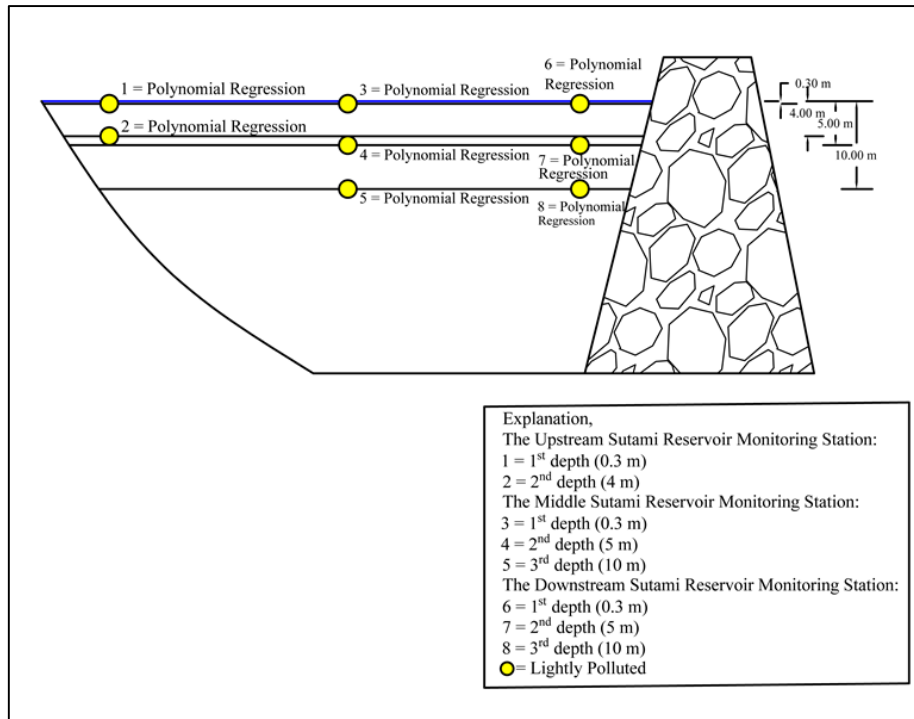 6 = Polynomial
Regression
1 = Polynomial Regression
3 = Polynomial Regression
0.30 m
4.00 m
5.00 m
10.00 m
2 = Polynomial Regression
4 = Polynomial Regression
7 = Polynomial
Regression
5 = Polynomial Regression
8 = Polynomial
Regression
Explanation,
The Upstream Sutami Reservoir Monitoring Station:
1 = 1st depth (0.3 m)
2 = 2nd depth (4 m)
The Middle Sutami Reservoir Monitoring Station:
3 = 1st depth (0.3 m)
4 = 2nd depth (5 m)
5 = 3rd depth (10 m)
The Downstream Sutami Reservoir Monitoring Station:
6 = 1st depth (0.3 m)
7 = 2nd depth (5 m)
8 = 3rd depth (10 m)
= Lightly Polluted